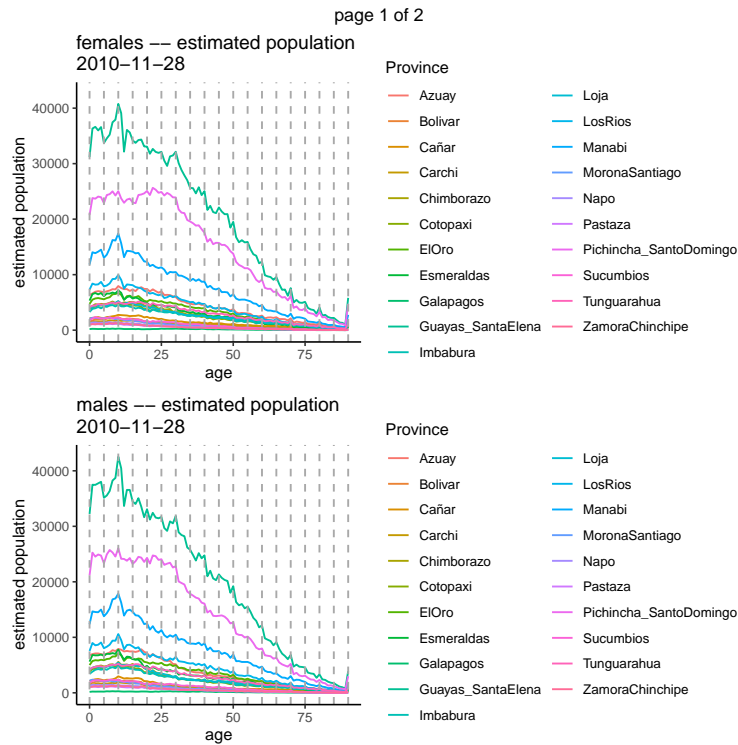 page 1 of 2
females −− estimated population
2010−11−28
estimated population
40000
30000
20000
10000
0
0 25 50 75
age
Province
Azuay
Bolivar
Cañar
Carchi
Chimborazo
Cotopaxi
ElOro
Esmeraldas
Galapagos
Guayas_SantaElena
Imbabura
Loja
LosRios
Manabi
MoronaSantiago
Napo
Pastaza
Pichincha_SantoDomingo
Sucumbios
Tunguarahua
ZamoraChinchipe
males −− estimated population
2010−11−28
estimated population
40000
30000
20000
10000
0
0 25 50 75
age
Province
Azuay
Bolivar
Cañar
Carchi
Chimborazo
Cotopaxi
ElOro
Esmeraldas
Galapagos
Guayas_SantaElena
Imbabura
Loja
LosRios
Manabi
MoronaSantiago
Napo
Pastaza
Pichincha_SantoDomingo
Sucumbios
Tunguarahua
ZamoraChinchipe